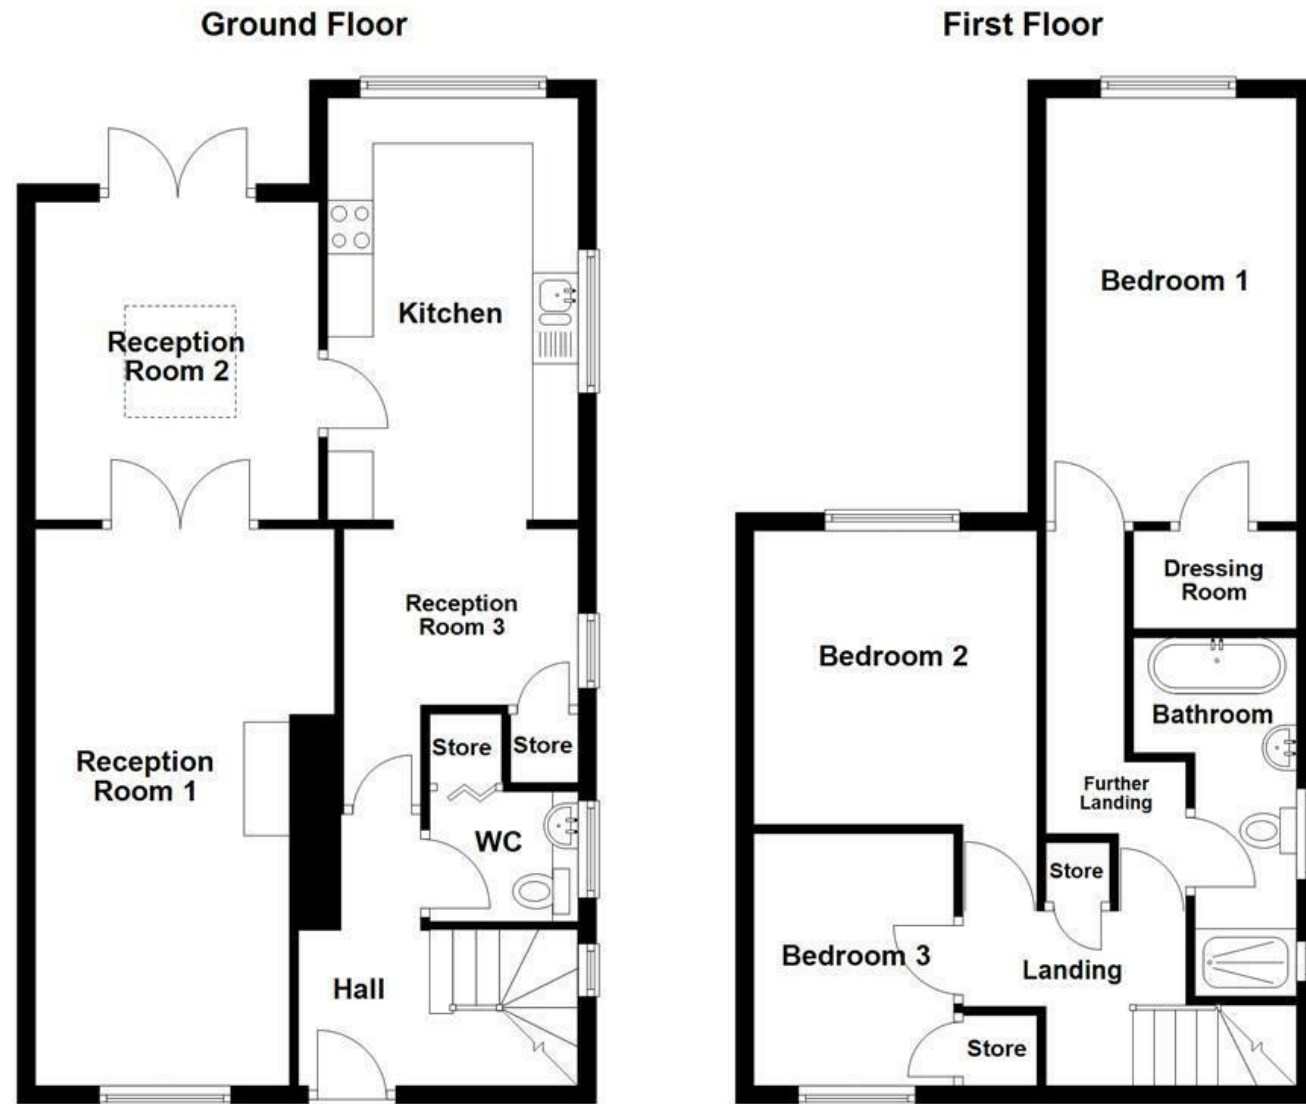 Ground Floor
Kitchen
Reception
Room 2
Reception
Room 3
Store
Store
Reception
Room 1
WC
Hall
First Floor
Bedroom 1
Dressing
Room
Bedroom 2
Bathroom
Further
Landing
Store
Bedroom 3
Landing
Store